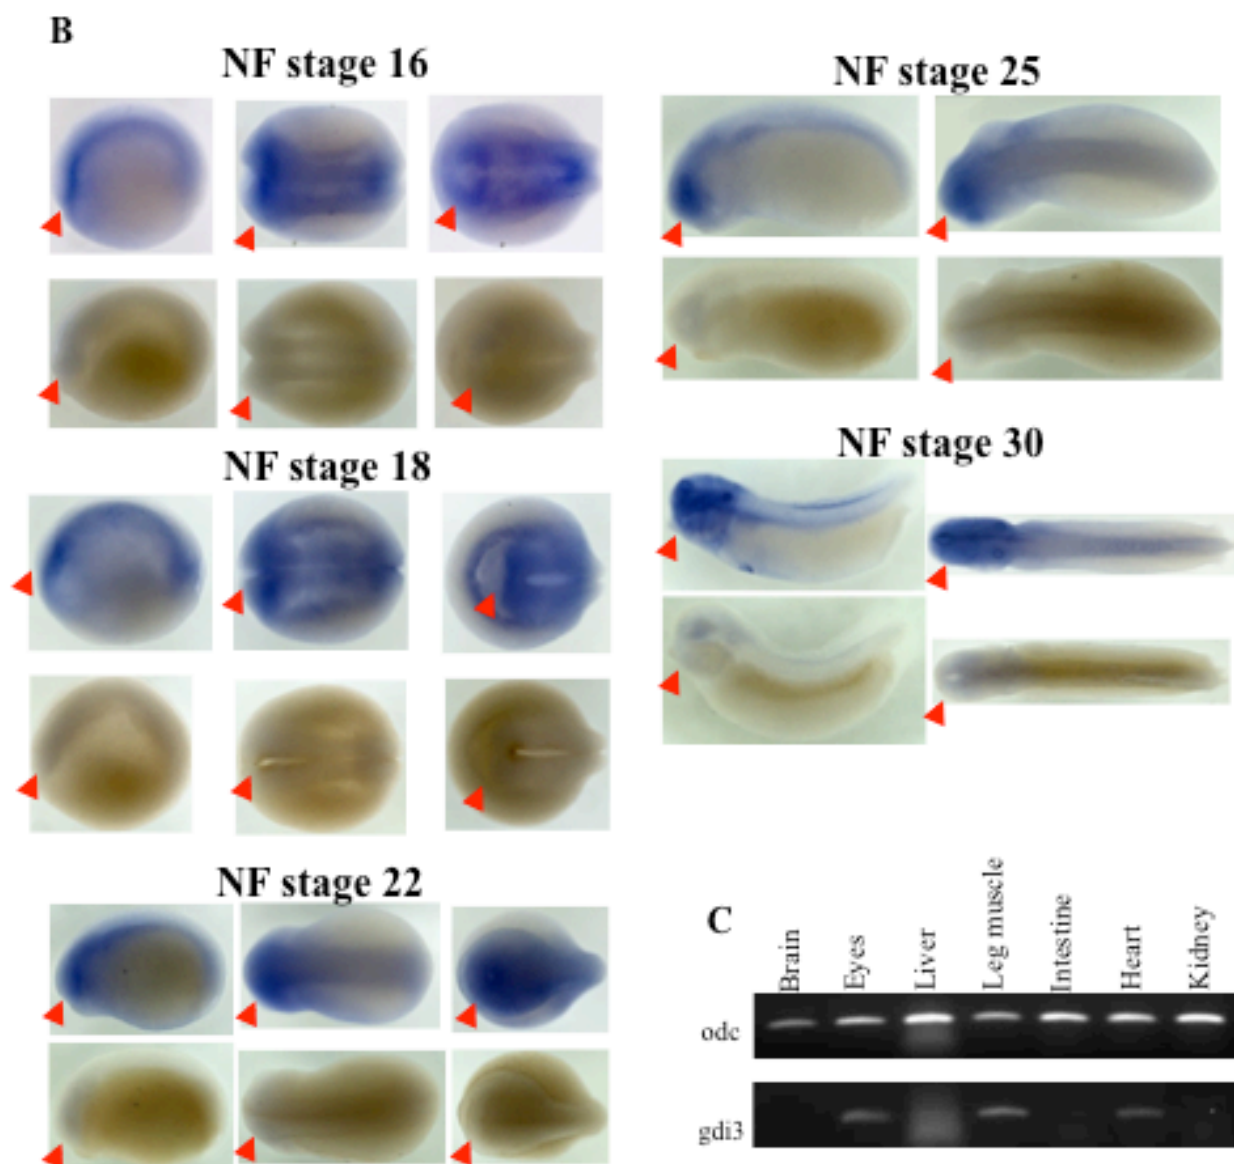 B
NF stage 16
NF stage 18
NF stage 22
NF stage 25
NF stage 30
C
Brain
Eyes
Liver
Leg muscle
Intestine
Heart
Kidney
odc
gdi3